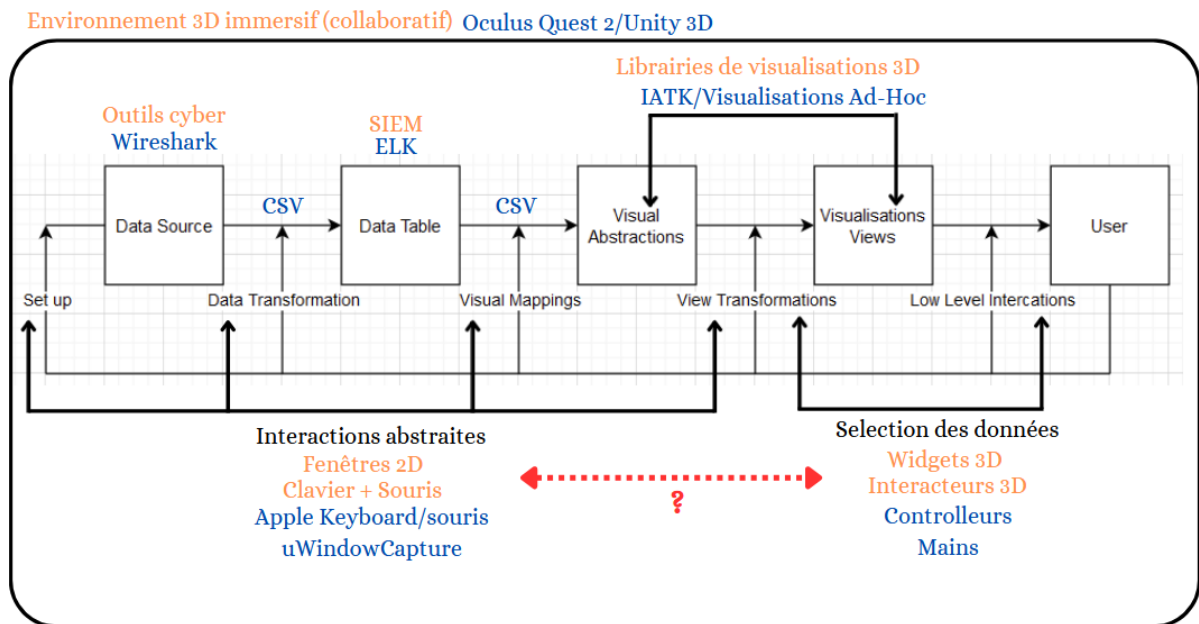 Environnement 3D immersif (collaboratif) Oculus Quest 2/Unity 3D
Librairies de visualisations 3D
IATK/Visualisations Ad-Hoc
Outils cyber
Wireshark
SIEM
ELK
Data Source
CSV
Data Table
CSV
Visual
Abstractions
Visualisations
Views
User
Set up
Data Transformation
Visual Mappings
View Transformations
Low Level Intercations
Interactions abstraites
Fenêtres 2D
Clavier + Souris
Apple Keyboard/souris
uWindowCapture
?
Selection des données
Widgets 3D
Interacteurs 3D
Controlleurs
Mains